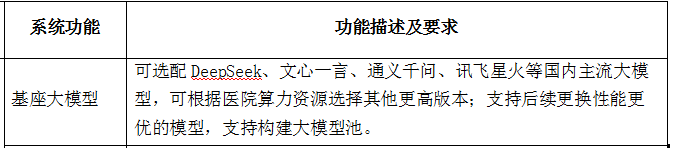 系统功能 功能描述及要求
可选配 DeepSeek、文心一言、通义千问、讯飞星火等国内主流大模
基座大模型 型，可根据医院算力资源选择其他更高版本；支持后续更换性能更
优的模型，支持构建大模型池。